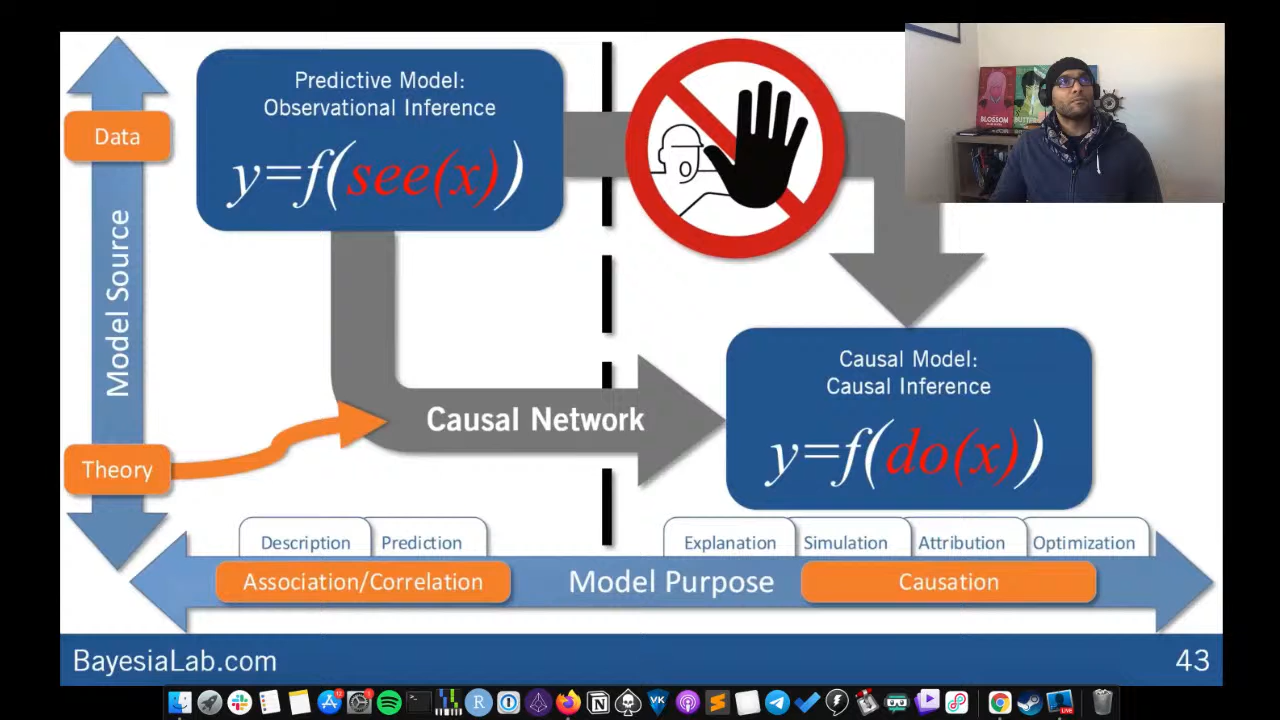 Predictive Model:
Observational Inference
y=f(see(x))
Data
Model Source
Theory
Causal Network
Causal Model:
Causal Inference
y=f(do(x))
Description
Prediction
Explanation
Simulation
Attribution
Optimization
Association/Correlation
Model Purpose
Causation
BayesiaLab.com
43
BLOSSOM